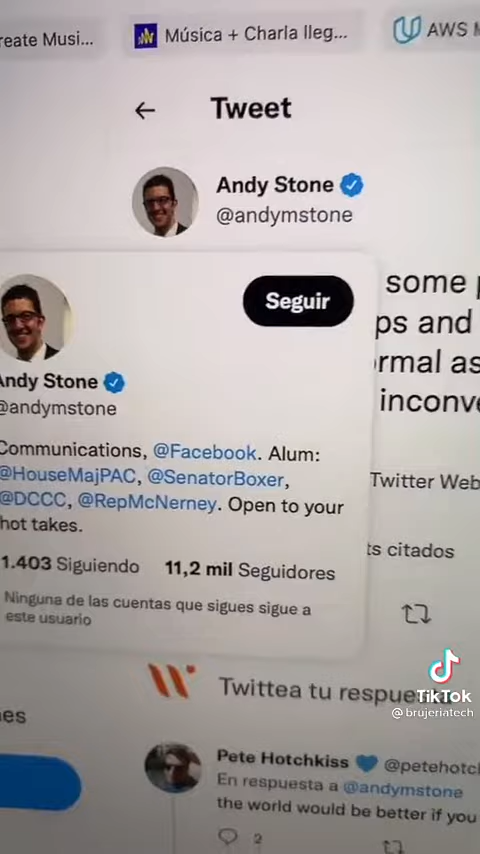 reate Musi...
Música + Charla lleg...
AWS
Tweet
Andy Stone
@andymstone
Seguir
some
ps and
rmal as
inconve
Andy Stone
@andymstone
Communications, @Facebook. Alum:
@HouseMajPAC, @SenatorBoxer,
@DCCC, @RepMcNerney. Open to your
hot takes.
1.403 Siguiendo 11,2 mil Seguidores
Ninguna de las cuentas que sigues sigue a
este usuario
Twitter Web
ts citados
Twittea tu respue
TikTok
@brujeriatech
es
Pete Hotchkiss 💙 @petehotc
En respuesta a @andymstone
the world would be better if you
2